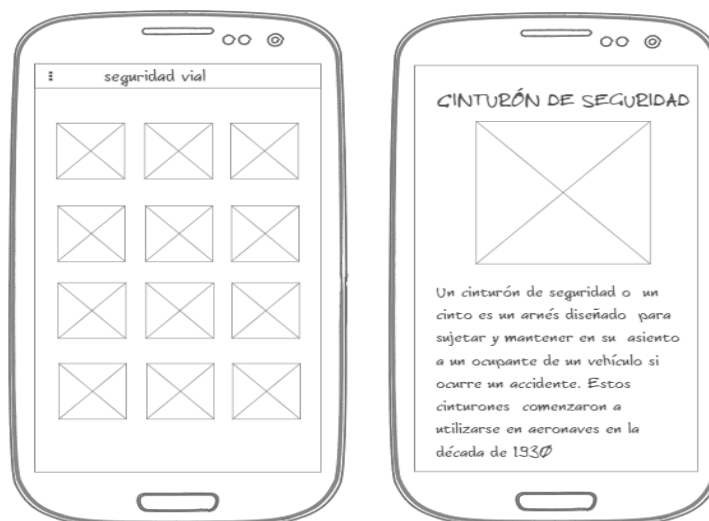 seguridad vial
CINTURÓN DE SEGURIDAD
Un cinturón de seguridad o un
cinto es un arnés diseñado para
sujetar y mantener en su asiento
a un ocupante de un vehículo si
ocurre un accidente. Estos
cinturones comenzaron a
utilizarse en aeronaves en la
década de 1930